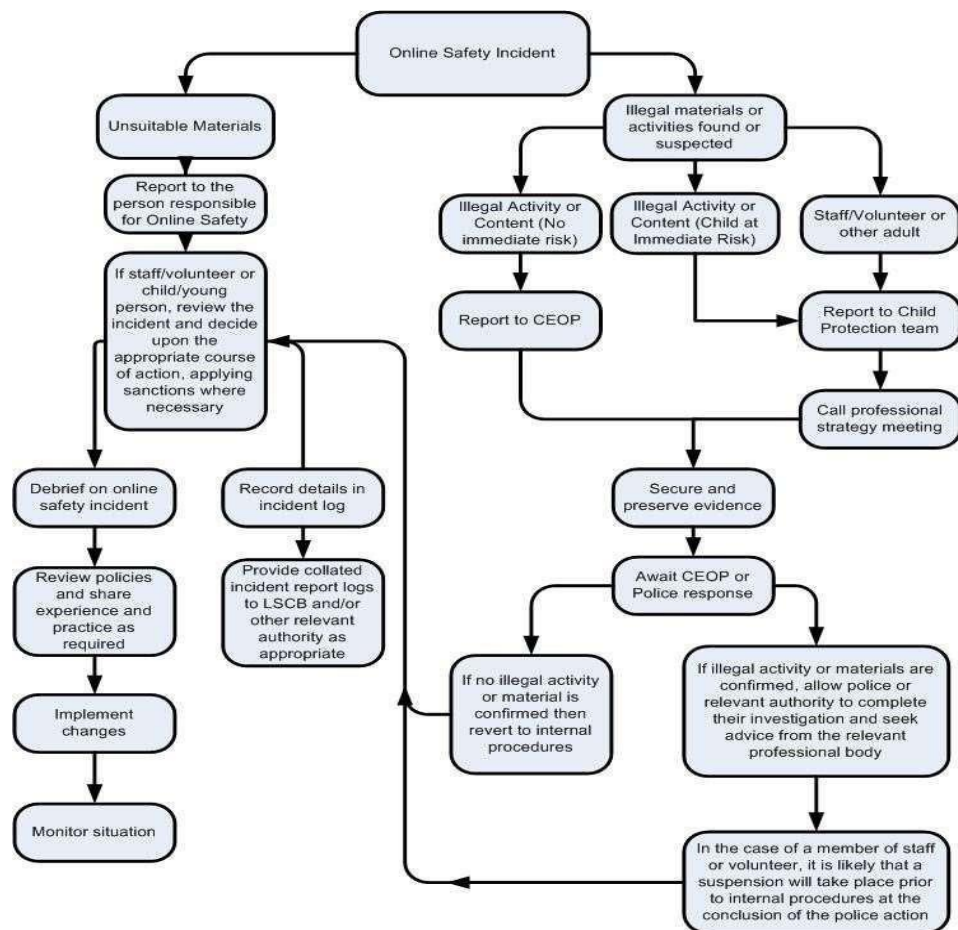 Online Safety Incident
Unsuitable Materials
Report to the
person responsible
for Online Safety
If staff/volunteer or
child/young
person, review the
incident and decide
upon the
appropriate course
of action, applying
sanctions where
necessary
Debrief on online
safety incident
Review policies
and share
experience and
practice as
required
Implement
changes
Monitor situation
Record details in
incident log
Provide collated
incident report logs
to LSCB and/or
other relevant
authority as
appropriate
Illegal materials or
activities found or
suspected
Illegal Activity or
Content (No
immediate risk)
Illegal Activity or
Content (Child at
Immediate Risk)
Staff/Volunteer or
other adult
Report to CEOP
Report to Child
Protection team
Call professional
strategy meeting
Secure and
preserve evidence
Await CEOP or
Police response
If no illegal activity
or material is
confirmed then
revert to internal
procedures
If illegal activity or materials are
confirmed, allow police or
relevant authority to complete
their investigation and seek
advice from the relevant
professional body
In the case of a member of staff
or volunteer, it is likely that a
suspension will take place prior
to internal procedures at the
conclusion of the police action